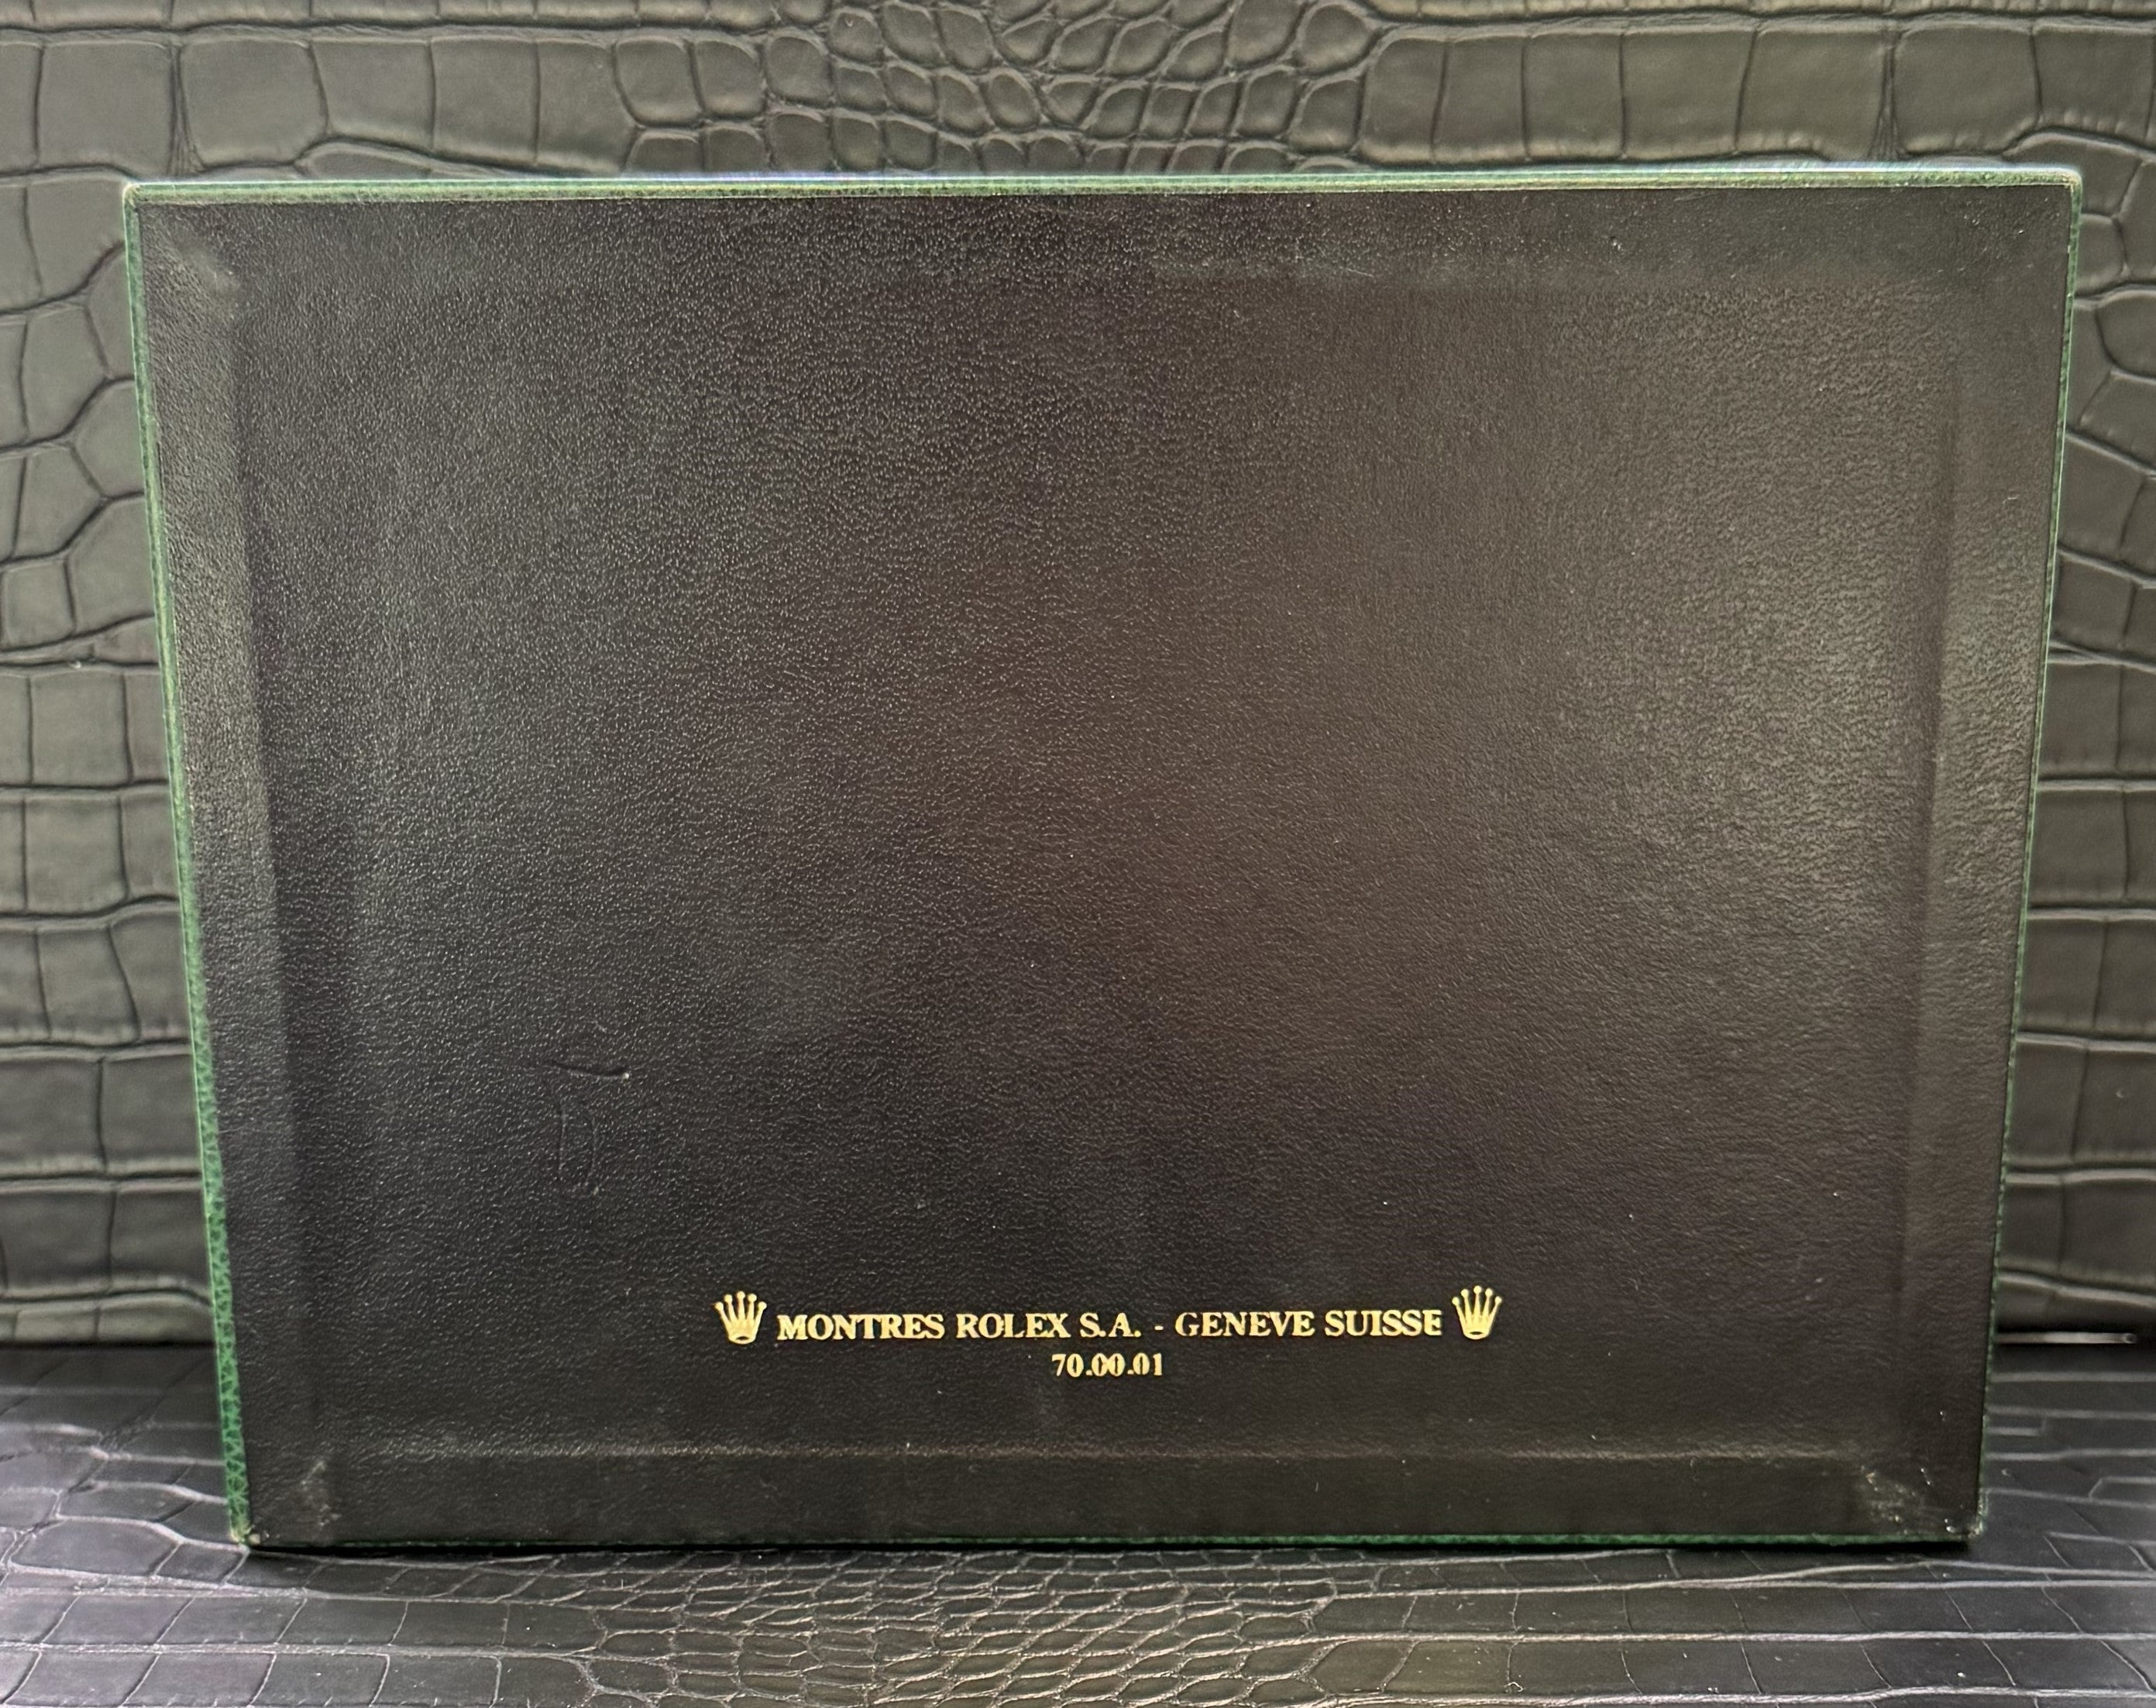 MONTRES ROLEX S.A. - GENEVE SUISSE
70.00.01